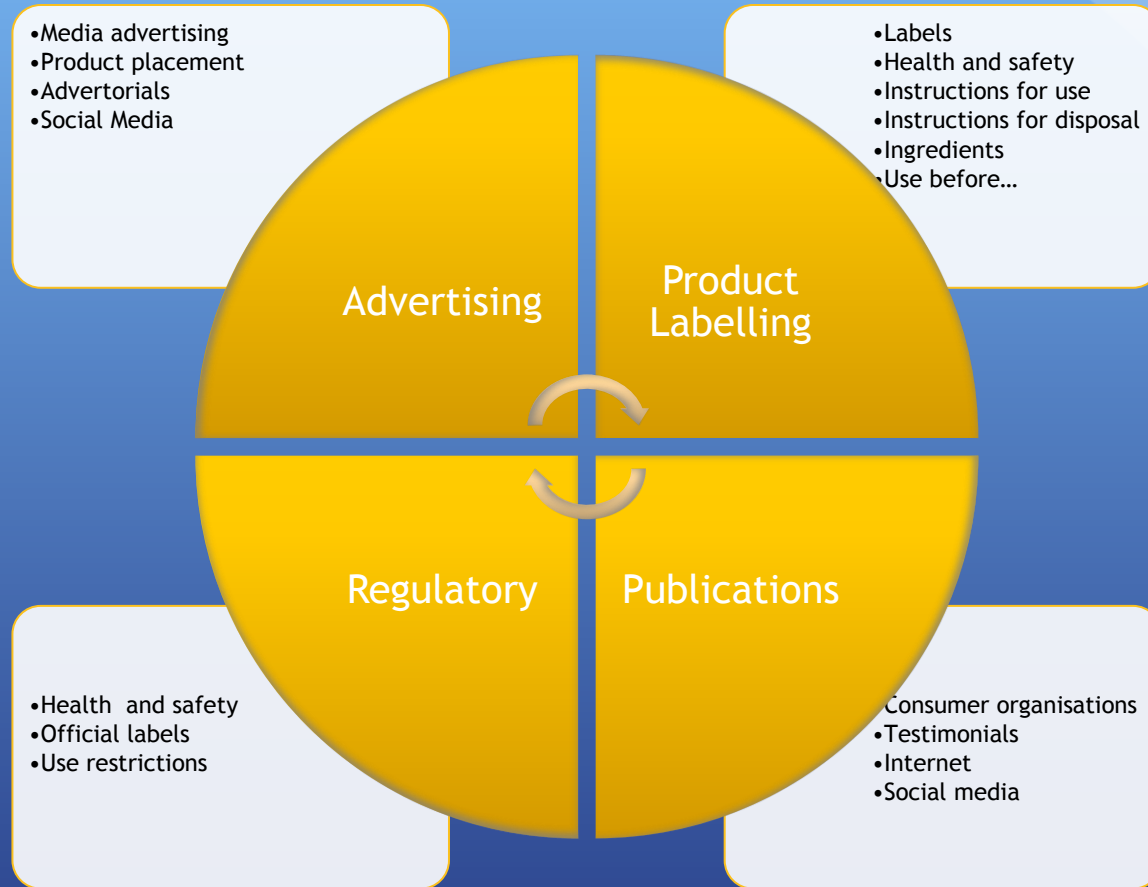 •Media advertising
•Product placement
•Advertorials
•Social Media
•Labels
•Health and safety
•Instructions for use
•Instructions for disposal
•Ingredients
•Use before…
Advertising
Product
Labelling
Regulatory
Publications
•Health  and safety
•Official labels
•Use restrictions
•Consumer organisations
•Testimonials
•Internet
•Social media